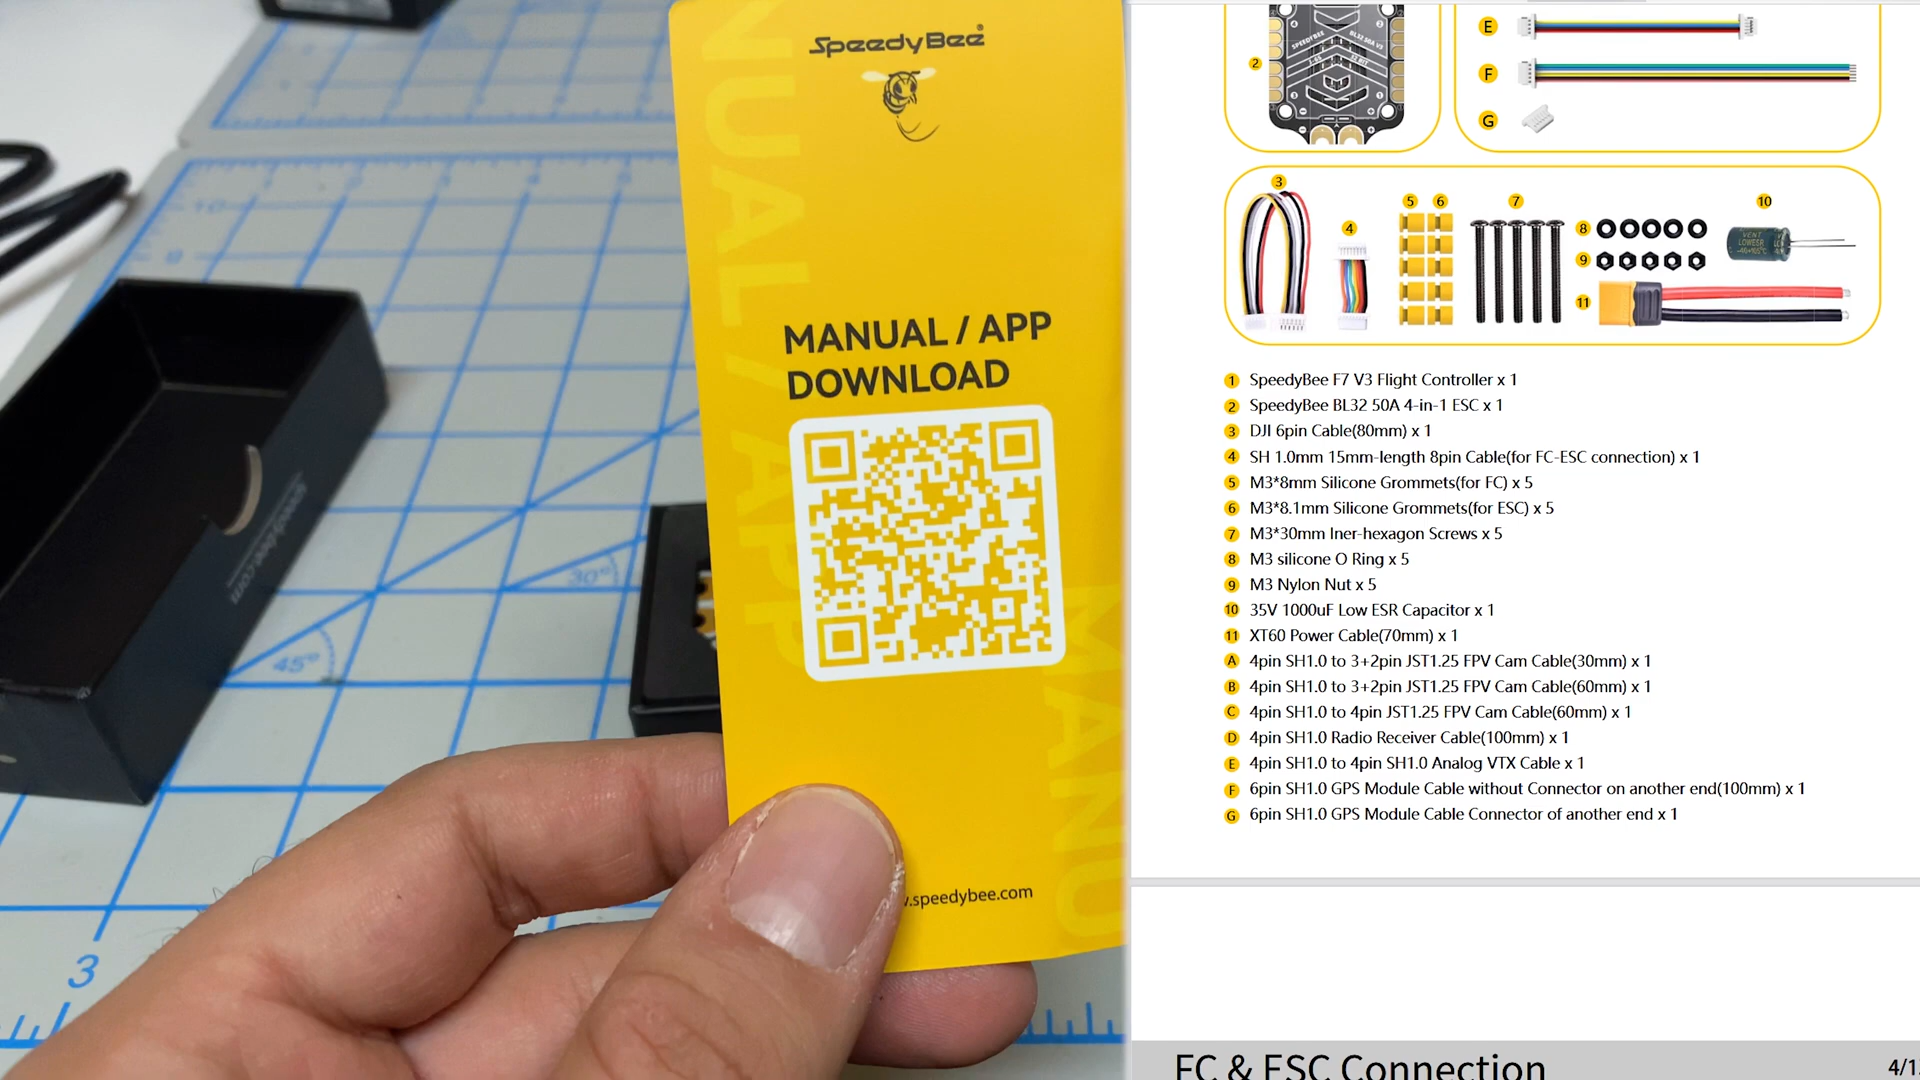 SpeedyBee®
MANUAL / APP
DOWNLOAD
.speedybee.com
NUAL / APP
MANU
speedybee.com
45°
30°
3
E
F
G
2
3
4
5
6
7
8
9
10
11
VENT
LOWESR
1 SpeedyBee F7 V3 Flight Controller x 1
2 SpeedyBee BL32 50A 4-in-1 ESC x 1
3 DJI 6pin Cable(80mm) x 1
4 SH 1.0mm 15mm-length 8pin Cable(for FC-ESC connection) x 1
5 M3*8mm Silicone Grommets(for FC) x 5
6 M3*8.1mm Silicone Grommets(for ESC) x 5
7 M3*30mm Iner-hexagon Screws x 5
8 M3 silicone O Ring x 5
9 M3 Nylon Nut x 5
10 35V 1000uF Low ESR Capacitor x 1
11 XT60 Power Cable(70mm) x 1
A 4pin SH1.0 to 3+2pin JST1.25 FPV Cam Cable(30mm) x 1
B 4pin SH1.0 to 3+2pin JST1.25 FPV Cam Cable(60mm) x 1
C 4pin SH1.0 to 4pin JST1.25 FPV Cam Cable(60mm) x 1
D 4pin SH1.0 Radio Receiver Cable(100mm) x 1
E 4pin SH1.0 to 4pin SH1.0 Analog VTX Cable x 1
F 6pin SH1.0 GPS Module Cable without Connector on another end(100mm) x 1
G 6pin SH1.0 GPS Module Cable Connector of another end x 1
FC & ESC Connection
4/1